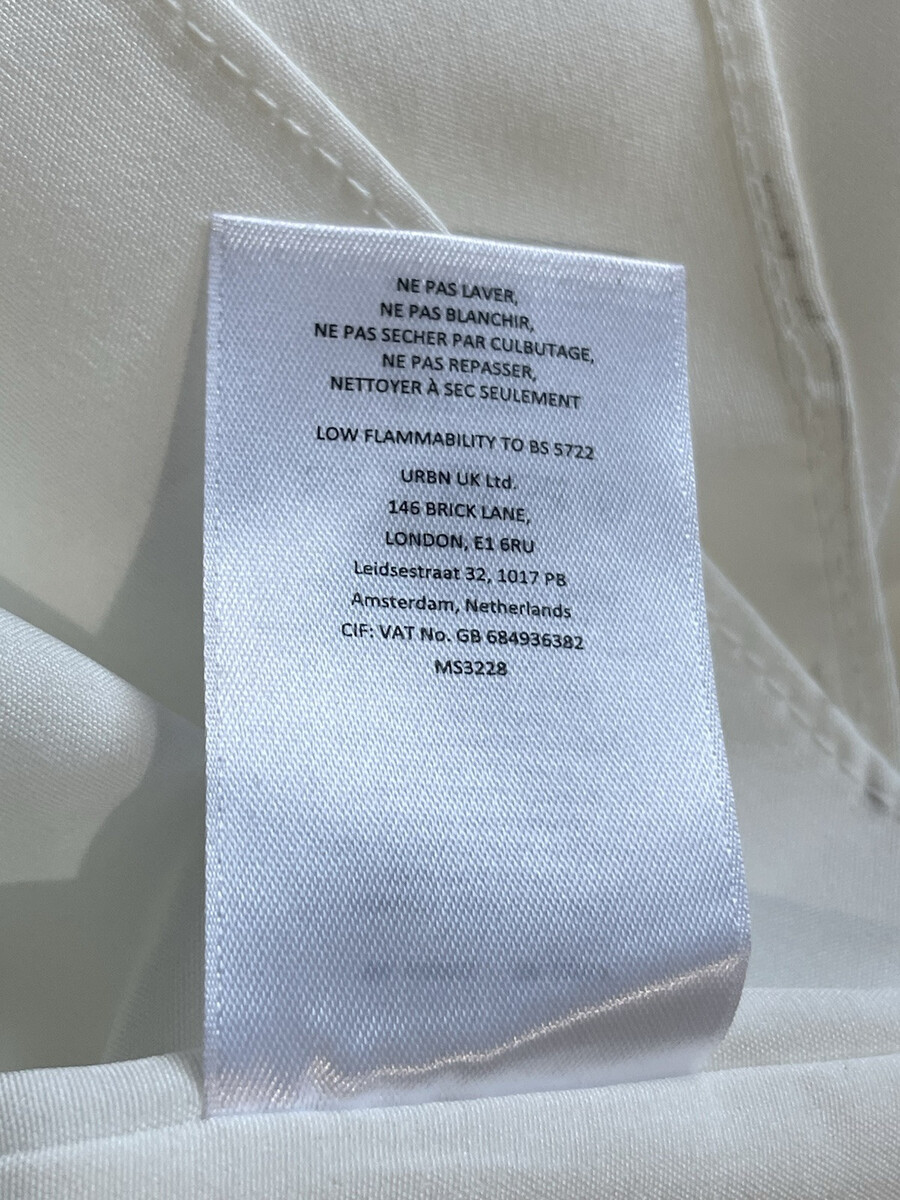 NE PAS LAVER,
NE PAS BLANCHIR,
NE PAS SECHER PAR CULBUTAGE,
NE PAS REPASSER,
NETTOYER À SEC SEULEMENT
LOW FLAMMABILITY TO BS 5722
URBN UK Ltd.
146 BRICK LANE,
LONDON, E1 6RU
Leidsestraat 32, 1017 PB
Amsterdam, Netherlands
CIF: VAT No. GB 684936382
MS3228